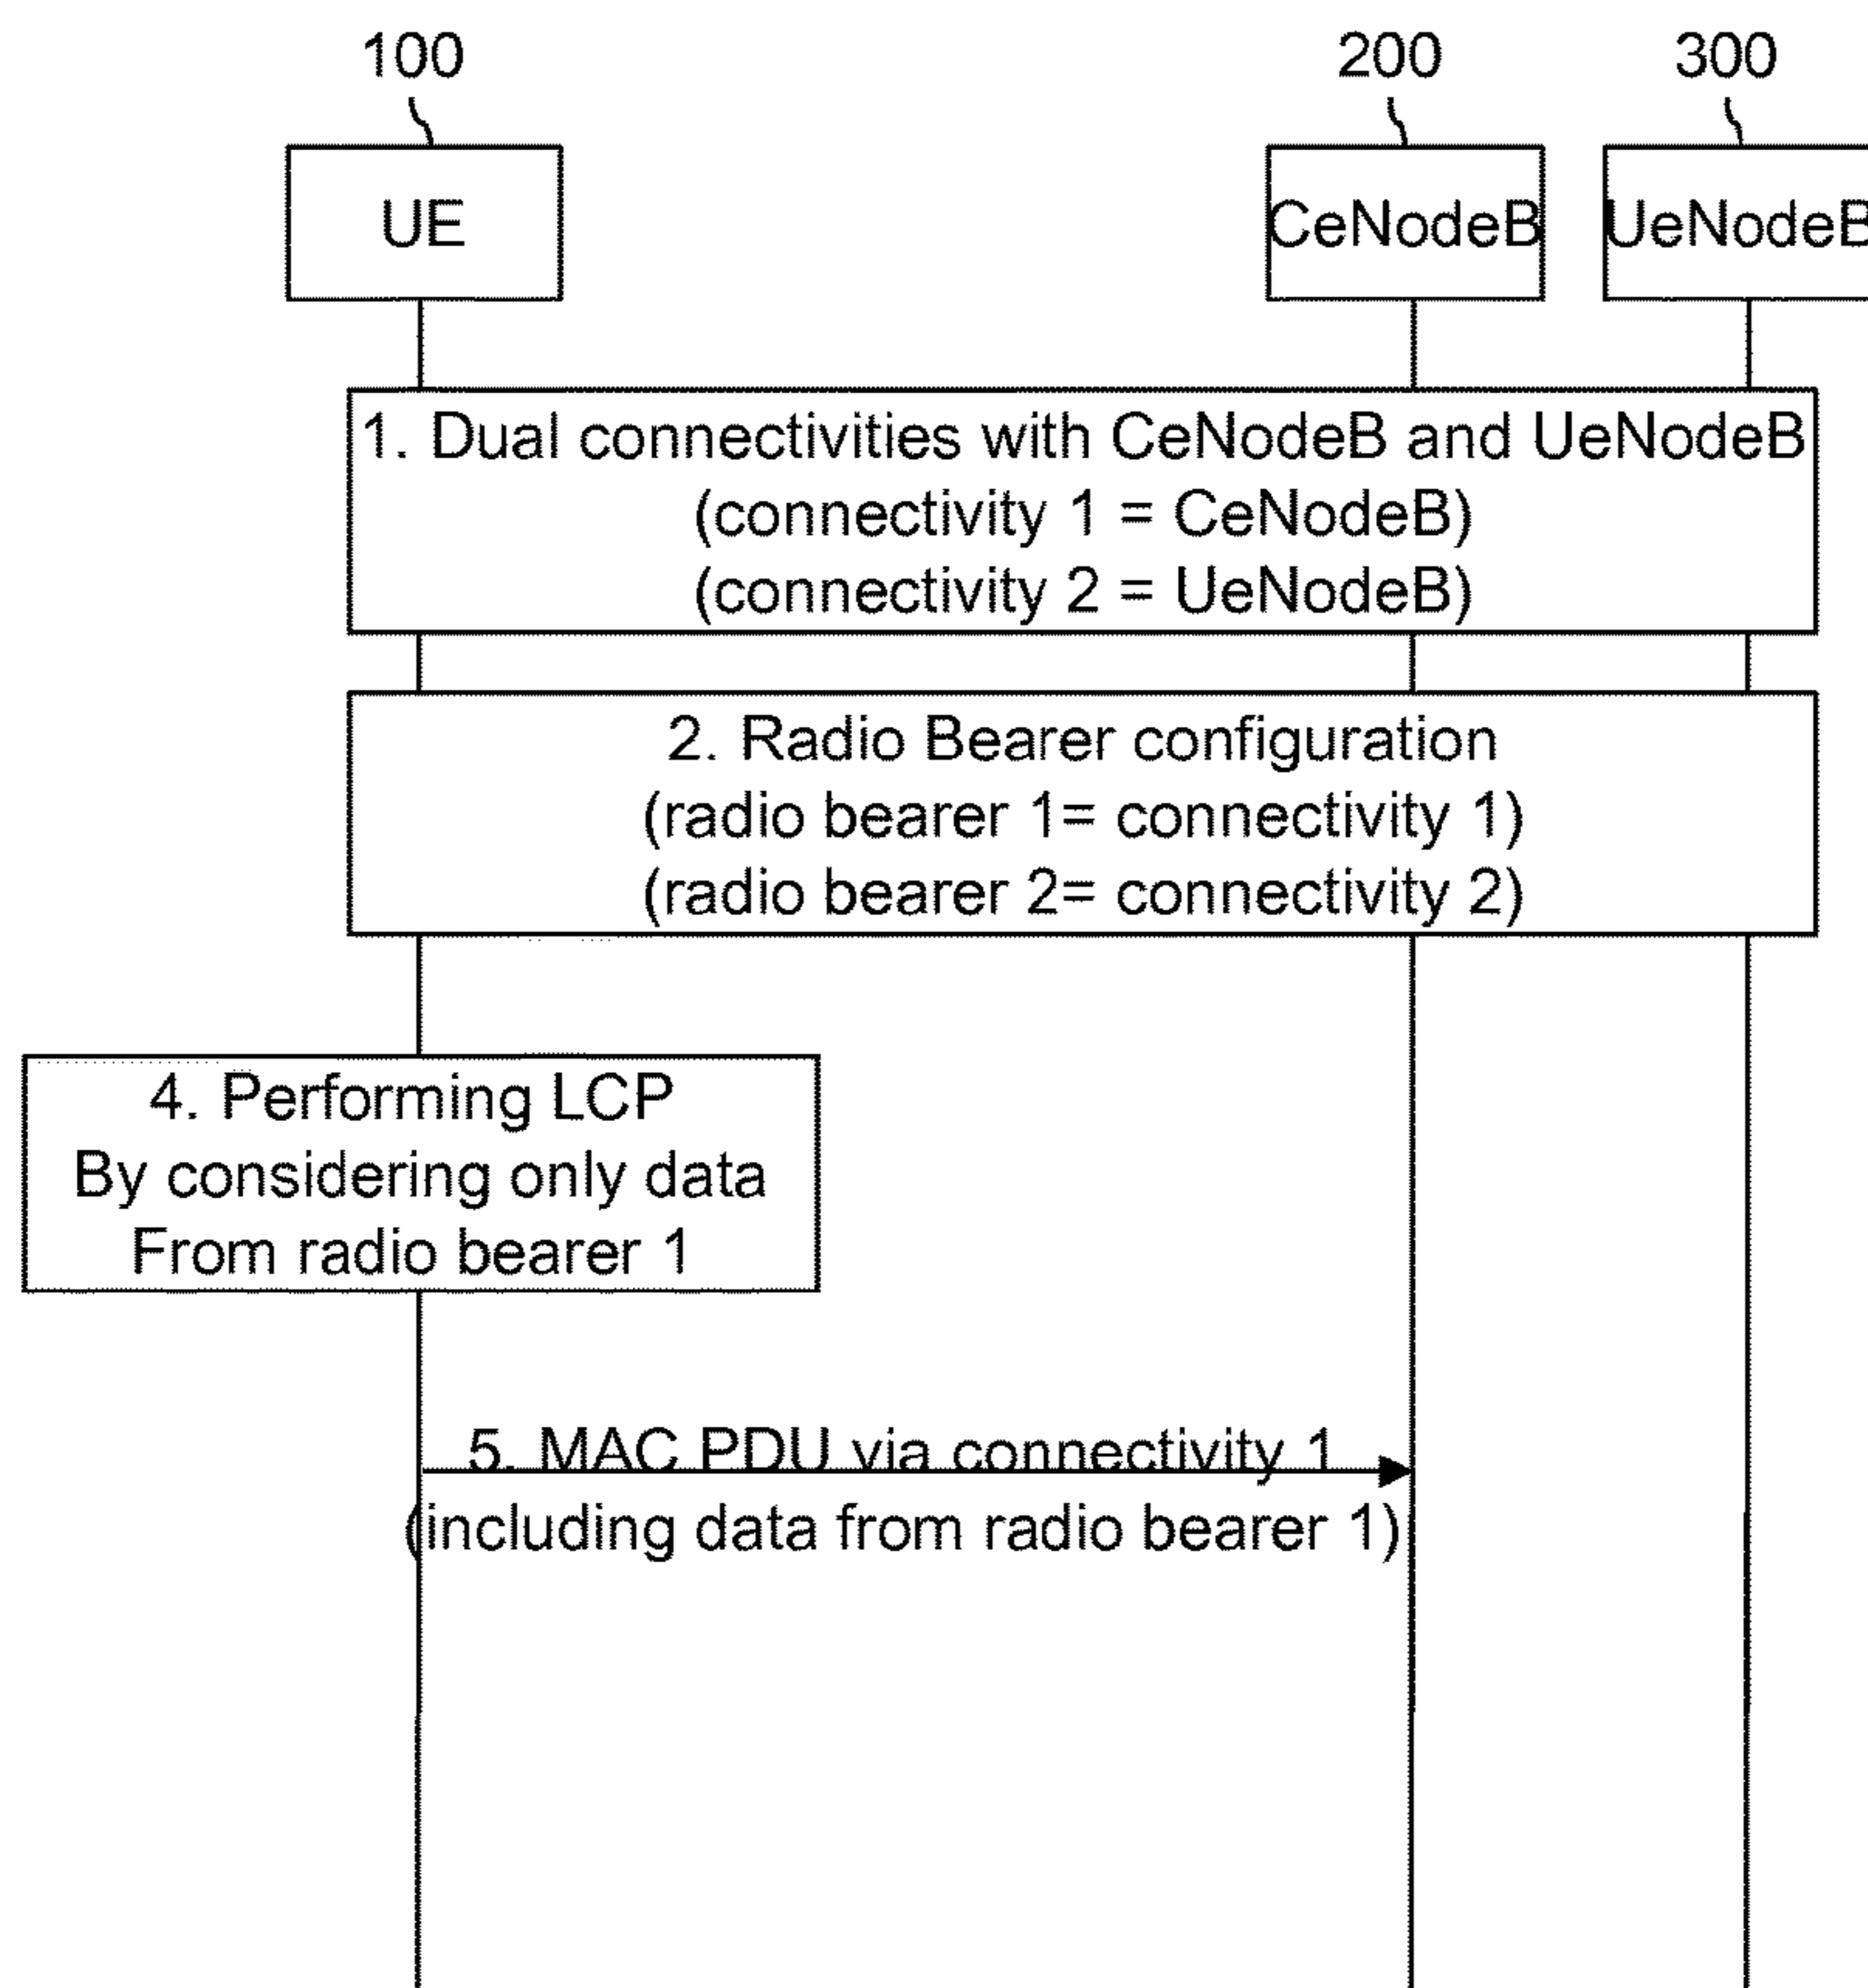 100
200
300
UE
CeNodeB
UeNodeB
1. Dual connectivities with CeNodeB and UeNodeB
(connectivity 1 = CeNodeB)
(connectivity 2 = UeNodeB)
2. Radio Bearer configuration
(radio bearer 1= connectivity 1)
(radio bearer 2= connectivity 2)
4. Performing LCP
By considering only data
From radio bearer 1
5. MAC PDU via connectivity 1
(including data from radio bearer 1)